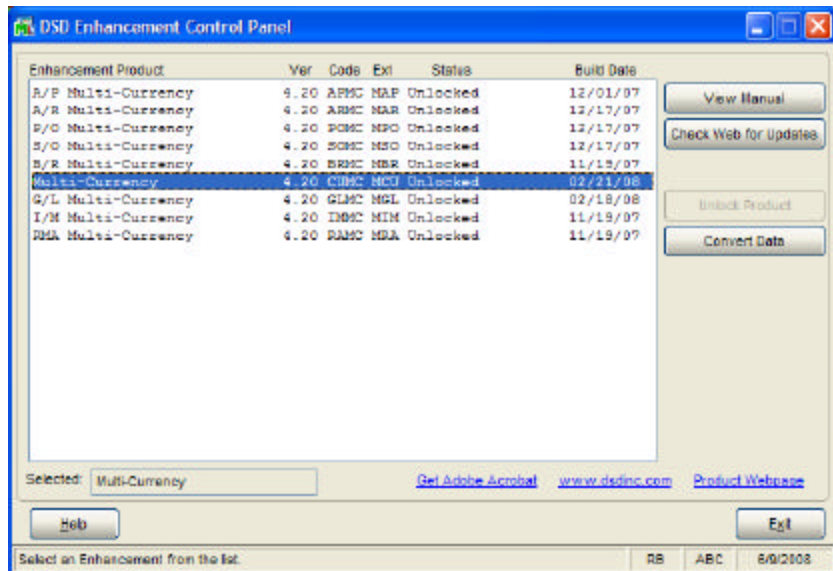 DSD Enhancement Control Panel
Enhancement Product Ver Code Ext Status Build Date
A/P Multi-Currency 4.20 APMC MAP Unlocked 12/01/07
A/R Multi-Currency 4.20 ARMC MAR Unlocked 12/17/07
P/O Multi-Currency 4.20 POMC MPO Unlocked 12/17/07
S/O Multi-Currency 4.20 SOMC MSO Unlocked 12/17/07
B/R Multi-Currency 4.20 BRMC MBR Unlocked 11/19/07
Multi-Currency 4.20 CUMC MCU Unlocked 02/21/08
G/L Multi-Currency 4.20 GLMC MGL Unlocked 02/18/08
I/M Multi-Currency 4.20 IMMC MIM Unlocked 11/19/07
RMA Multi-Currency 4.20 RAMC MRA Unlocked 11/19/07
View Manual
Check Web for Updates
Unlock Product
Convert Data
Selected: Multi-Currency Get Adobe Acrobat www.dsdinc.com Product Webpage
Help Exit
Select an Enhancement from the list. RB ABC 6/9/2008